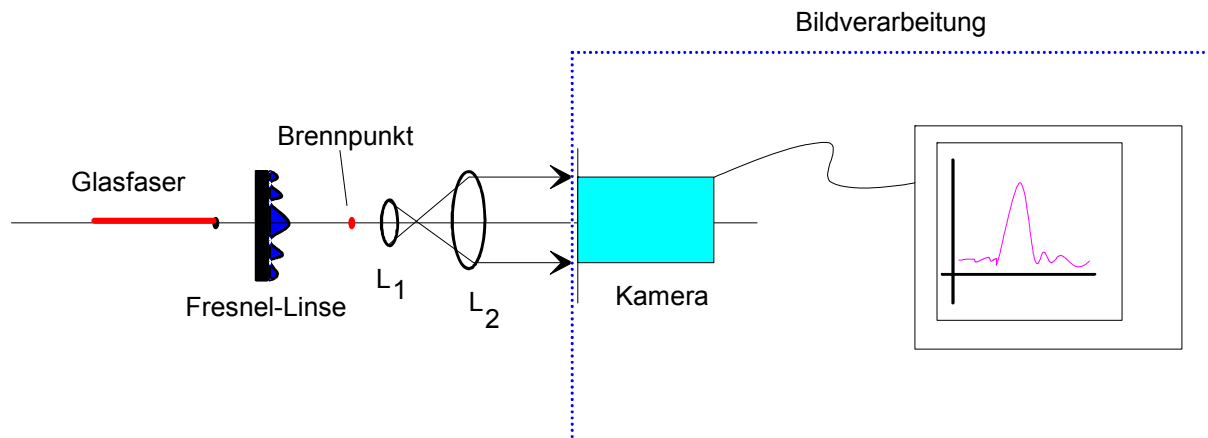 Bildverarbeitung
Brennpunkt
Glasfaser
Fresnel-Linse
L1
L2
Kamera